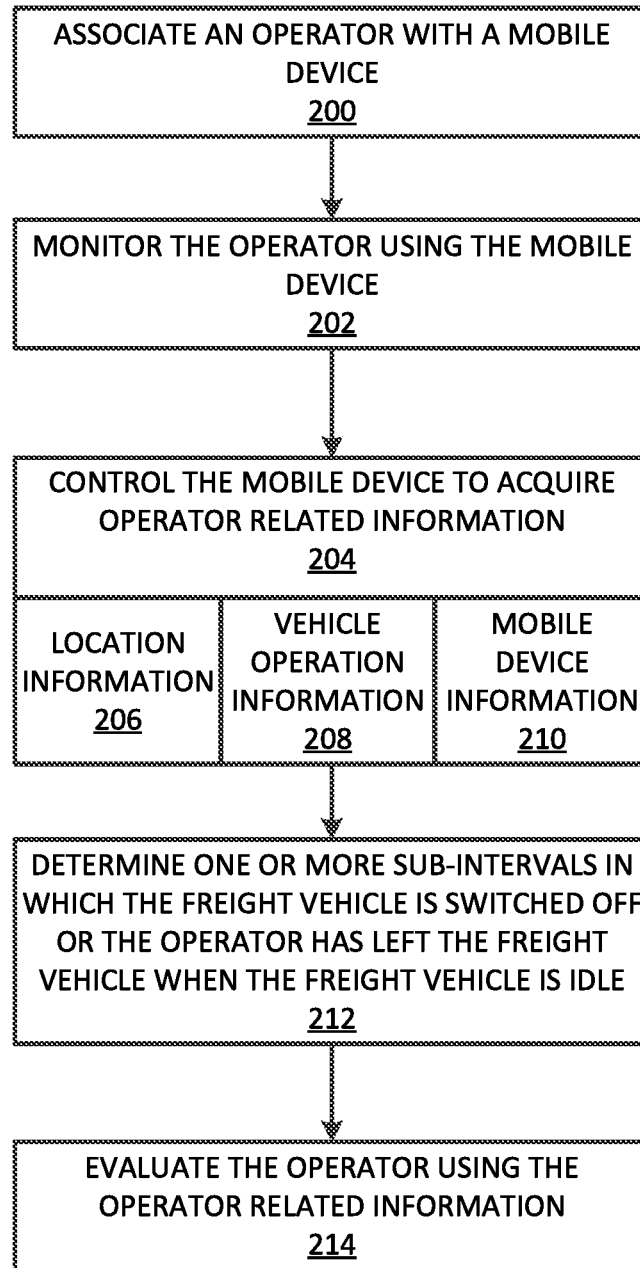 ASSOCIATE AN OPERATOR WITH A MOBILE
DEVICE
200
MONITOR THE OPERATOR USING THE MOBILE
DEVICE
202
CONTROL THE MOBILE DEVICE TO ACQUIRE
OPERATOR RELATED INFORMATION
204
LOCATION
INFORMATION
206
VEHICLE
OPERATION
INFORMATION
208
MOBILE
DEVICE
INFORMATION
210
DETERMINE ONE OR MORE SUB-INTERVALS IN
WHICH THE FREIGHT VEHICLE IS SWITCHED OFF
OR THE OPERATOR HAS LEFT THE FREIGHT
VEHICLE WHEN THE FREIGHT VEHICLE IS IDLE
212
EVALUATE THE OPERATOR USING THE
OPERATOR RELATED INFORMATION
214